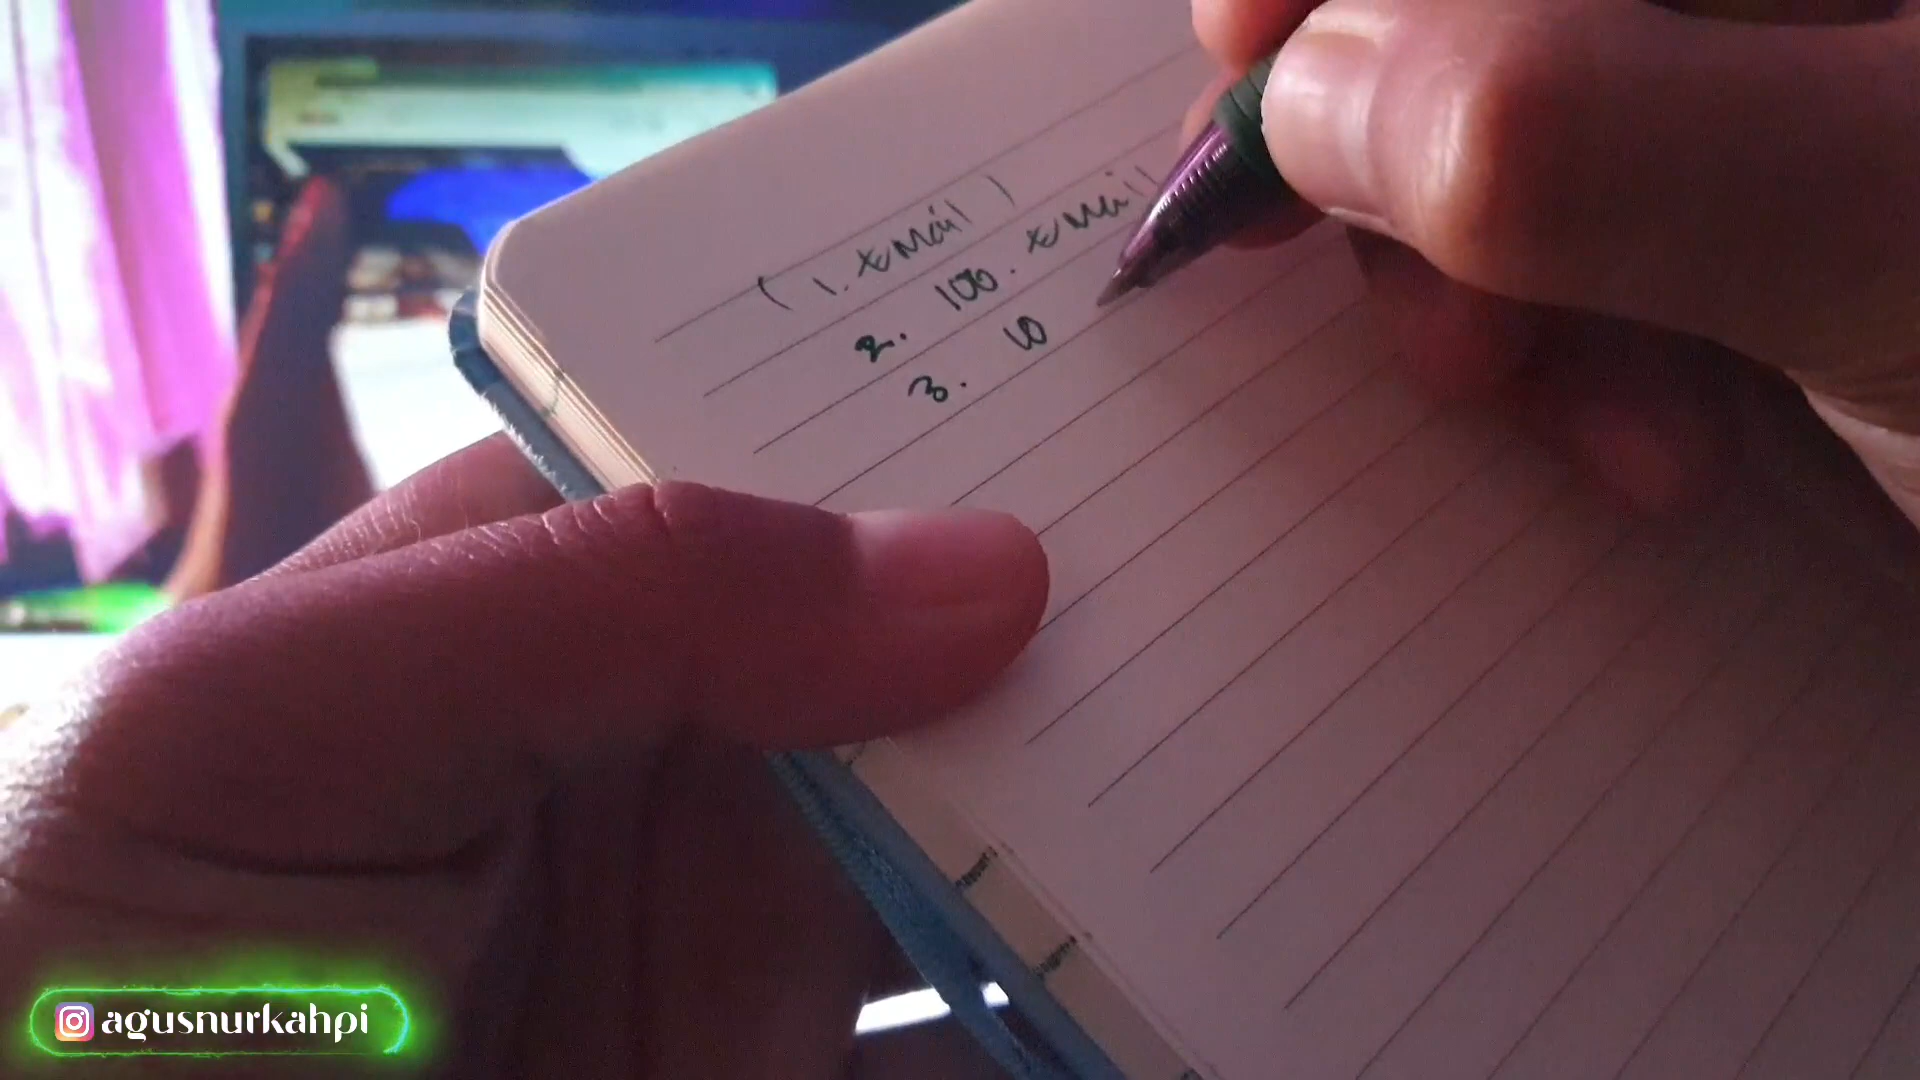 ( 1. email )
2. 100. email
3. 10
agusnurkahpi